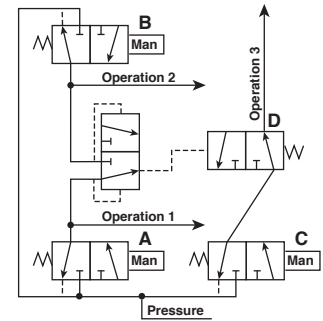 B
Man
Operation 2
Operation 3
D
Operation 1
A
Man
C
Man
Pressure